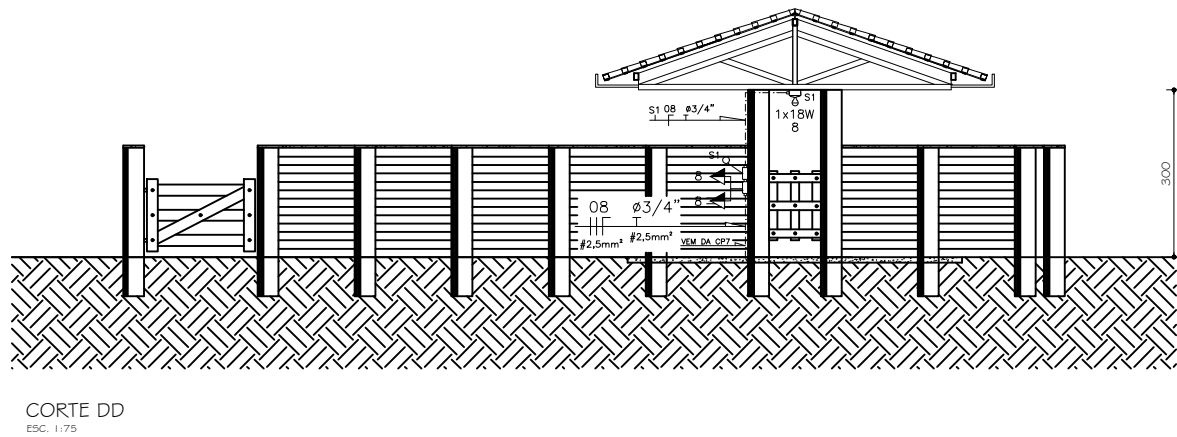 S1
S1 08 ø3/4"
1x18W
8
300
S1
8
8
08 ø3/4"
#2,5mm² #2,5mm²
VEM DA CP7
CORTE DD
ESC. 1:75